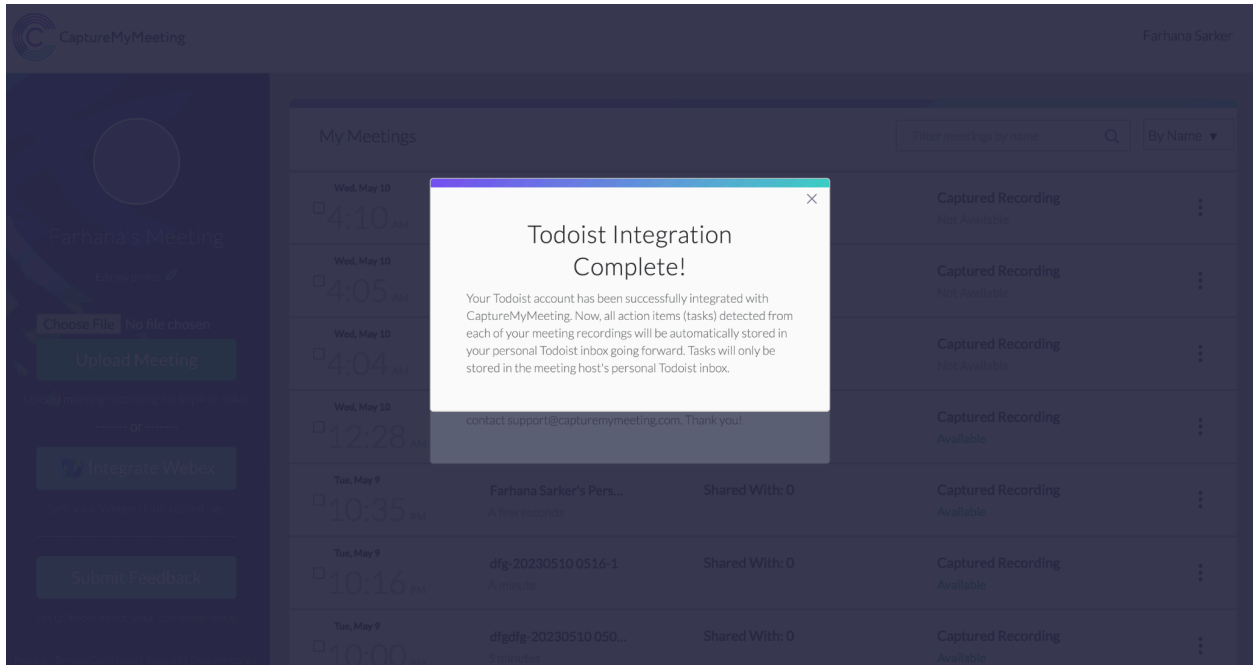 CaptureMyMeeting
Farhana Sarker
My Meetings
Filter meetings by name
By Name ▼
Farhana's Meeting
Choose File No file chosen
Upload Meeting
or
Integrate Webex
Submit Feedback
Wed, May 10
4:10 AM
Captured Recording
Not Available
Wed, May 10
4:05 AM
Captured Recording
Not Available
Wed, May 10
4:04 AM
Captured Recording
Not Available
Wed, May 10
12:28 AM
Captured Recording
Available
Tue, May 9
10:35 PM
Farhana Sarker's Pers...
A few seconds
Shared With: 0
Captured Recording
Available
Tue, May 9
10:16 PM
dfg-20230510 0516-1
A minute
Shared With: 0
Captured Recording
Available
Tue, May 9
10:00 PM
dfgdfg-20230510 050...
5 minutes
Shared With: 0
Captured Recording
Available
Todoist Integration
Complete!
Your Todoist account has been successfully integrated with
CaptureMyMeeting. Now, all action items (tasks) detected from
each of your meeting recordings will be automatically stored in
your personal Todoist inbox going forward. Tasks will only be
stored in the meeting host's personal Todoist inbox.
contact support@capturemymeeting.com. Thank you!